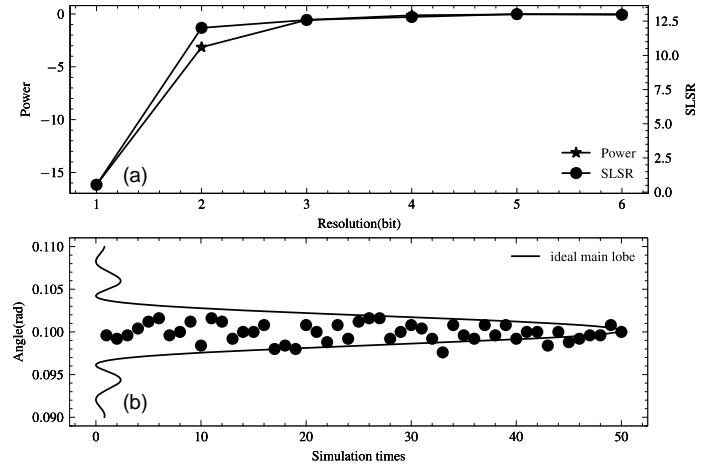 0
−5
−10
−15
Power
12.5
10.0
7.5
5.0
2.5
0.0
SLSR
Power
SLSR
(a)
1 2 3 4 5 6
Resolution(bit)
0.110
0.105
0.100
0.095
0.090
Angle(rad)
ideal main lobe
(b)
0 10 20 30 40 50
Simulation times